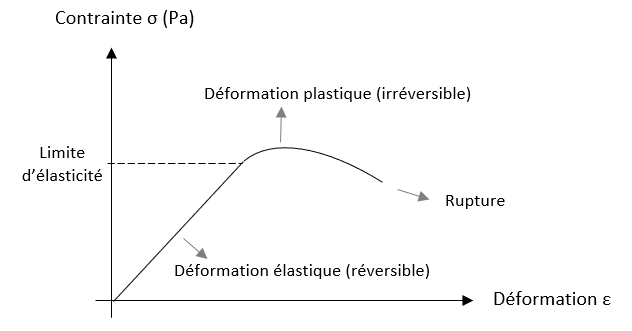 Contrainte σ (Pa)
Déformation plastique (irréversible)
Limite
d’élasticité
Rupture
Déformation élastique (réversible)
Déformation ε